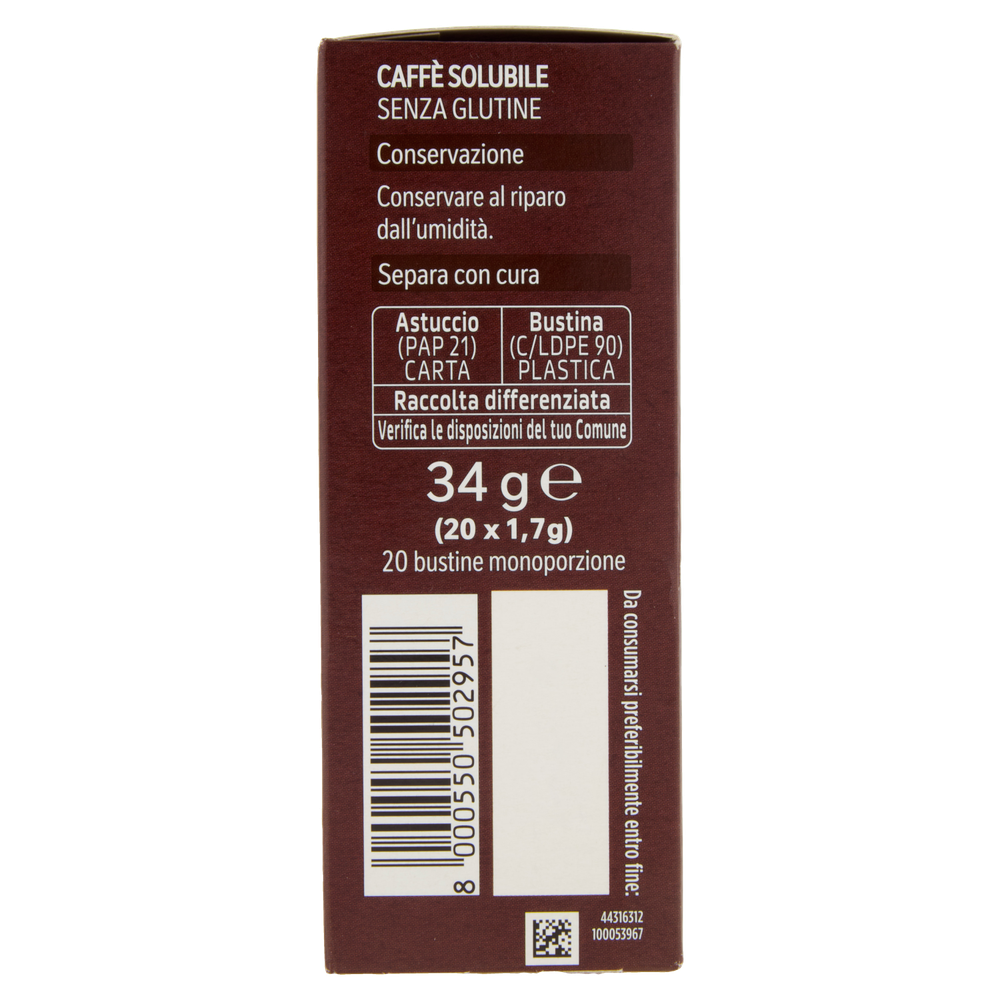 CAFFÈ SOLUBILE
SENZA GLUTINE
Conservazione
Conservare al riparo
dall'umidità.
Separa con cura
Astuccio
(PAP 21)
CARTA
Bustina
(C/LDPE 90)
PLASTICA
Raccolta differenziata
Verifica le disposizioni del tuo Comune
34 g ℮
(20 x 1,7g)
20 bustine monoporzione
8 000550 502957
Da consumarsi preferibilmente entro fine:
44316312
100053967